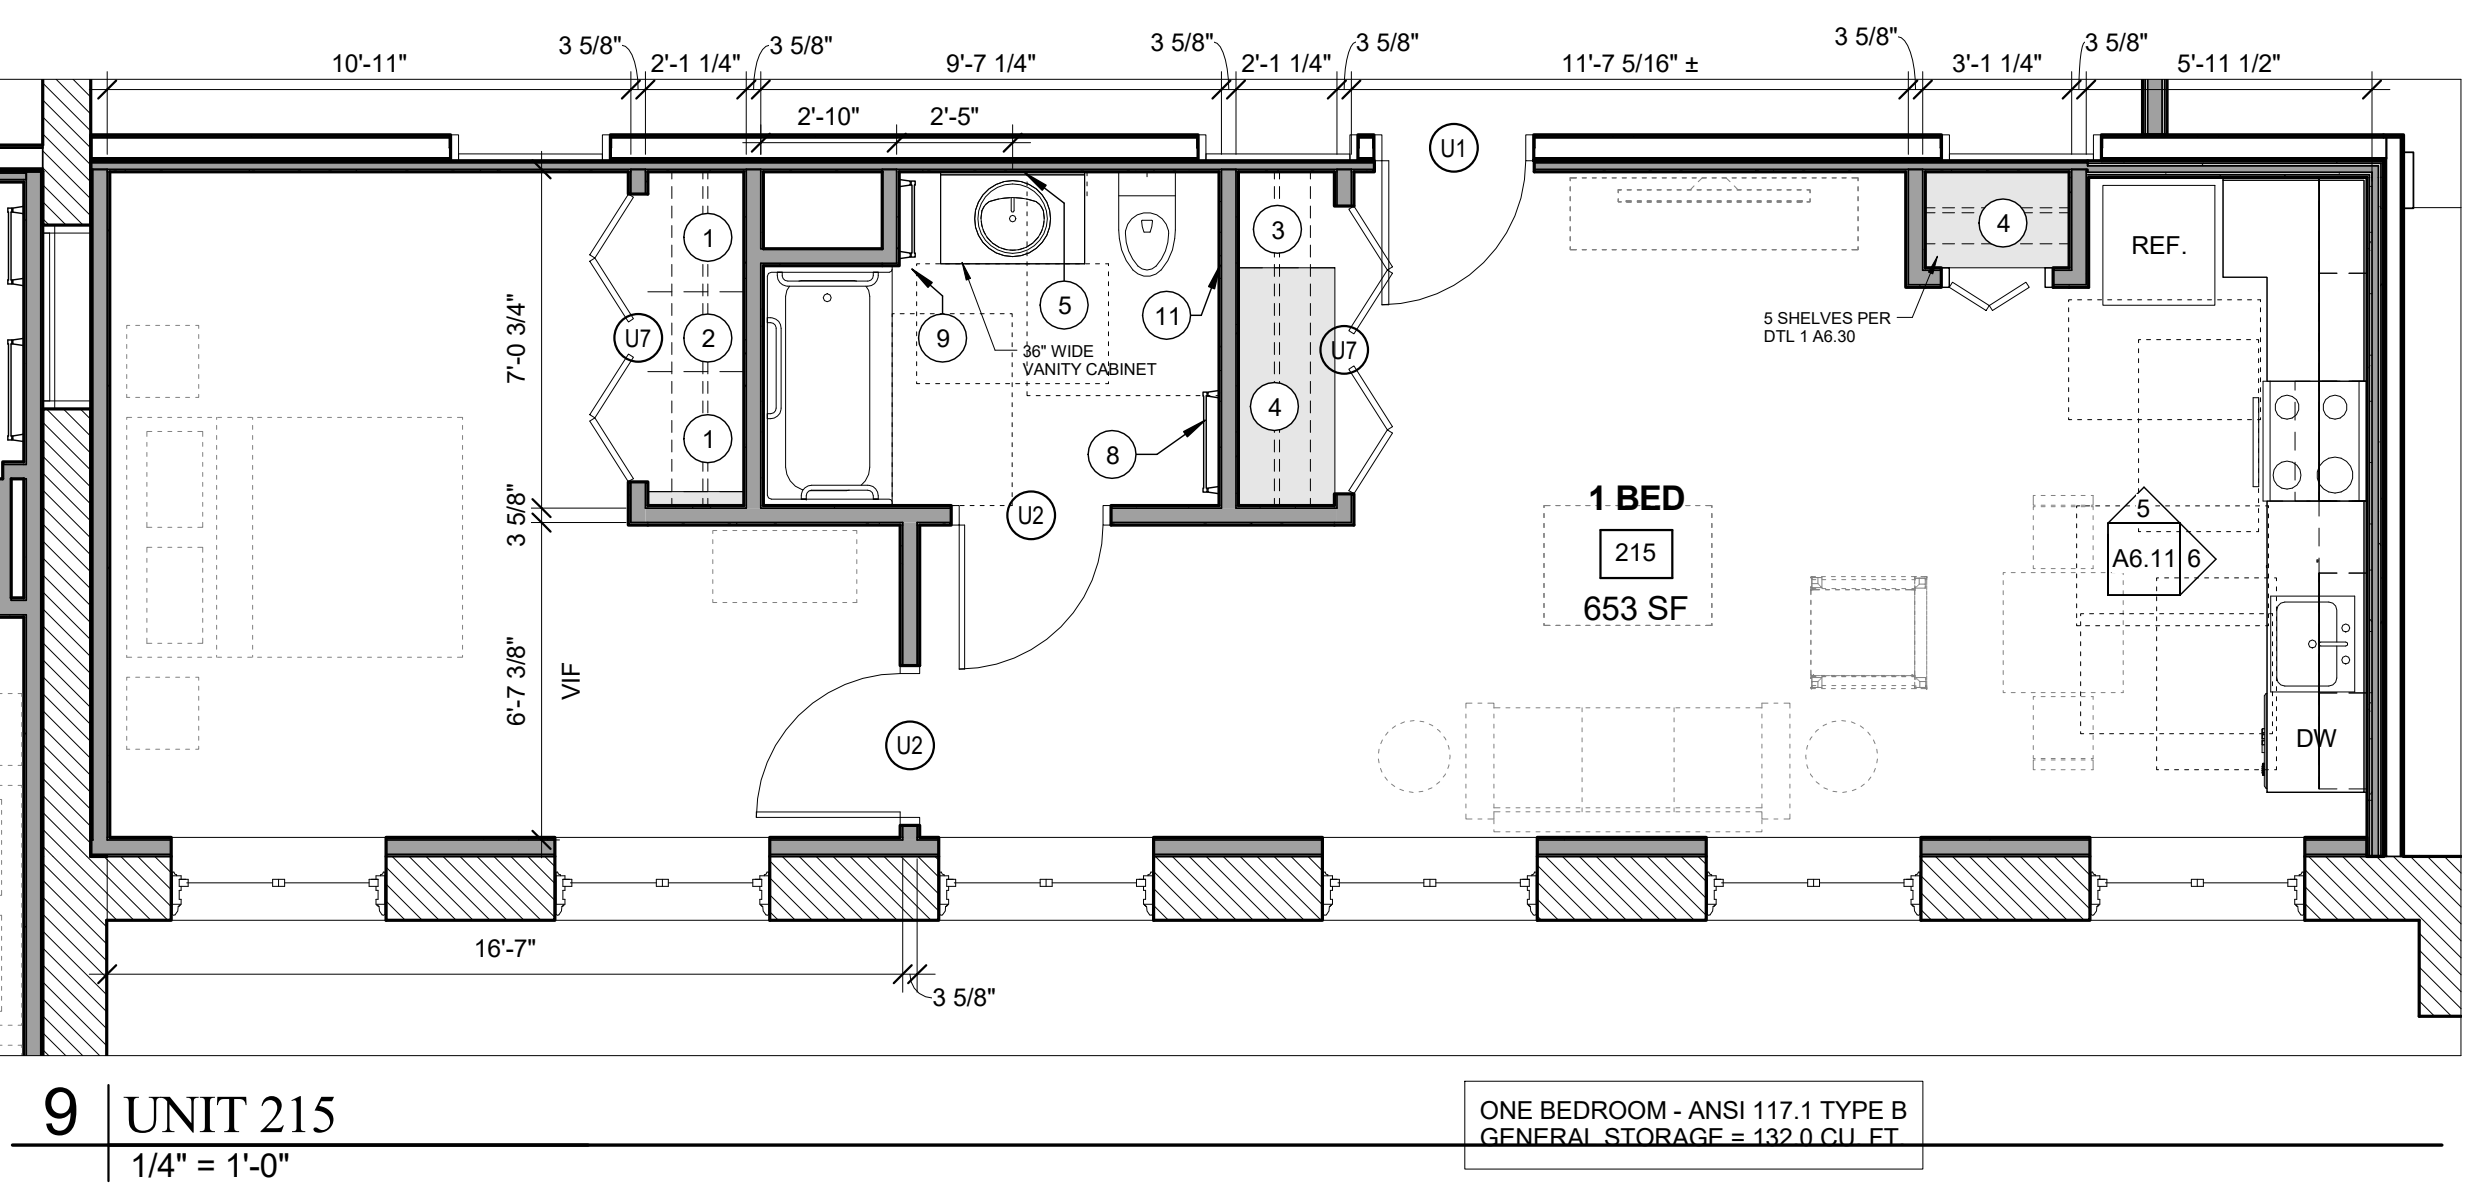 3 5/8" 3 5/8" 3 5/8" 3 5/8" 3 5/8" 3 5/8"
10'-11" 2'-1 1/4" 9'-7 1/4" 2'-1 1/4" 11'-7 5/16" ± 3'-1 1/4" 5'-11 1/2"
2'-10" 2'-5"
U1
1 3 4
REF.
5
11
9
U7 2 U7
36" WIDE
VANITY CABINET
5 SHELVES PER
DTL 1 A6.30
7'-0 3/4"
4
1
8
3 5/8"
U2
1 BED
215
653 SF
5
A6.11 6
6'-7 3/8"
VIF
U2
DW
16'-7"
3 5/8"
9 UNIT 215
1/4" = 1'-0"
ONE BEDROOM - ANSI 117.1 TYPE B
GENERAL STORAGE = 132.0 CU. FT.